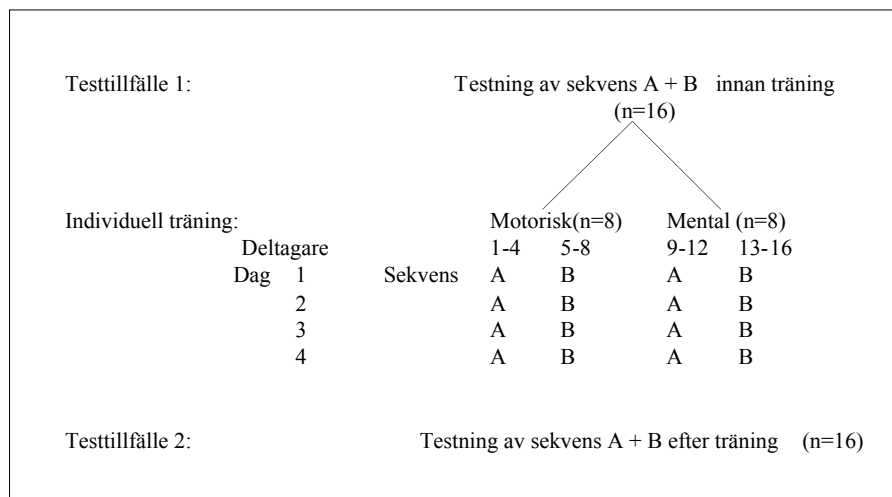 Testtillfälle 1: Testning av sekvens A + B innan träning
(n=16)
Individuell träning: Motorisk(n=8) Mental (n=8)
Deltagare 1-4 5-8 9-12 13-16
Dag 1 Sekvens A B A B
2 A B A B
3 A B A B
4 A B A B
Testtillfälle 2: Testning av sekvens A + B efter träning (n=16)